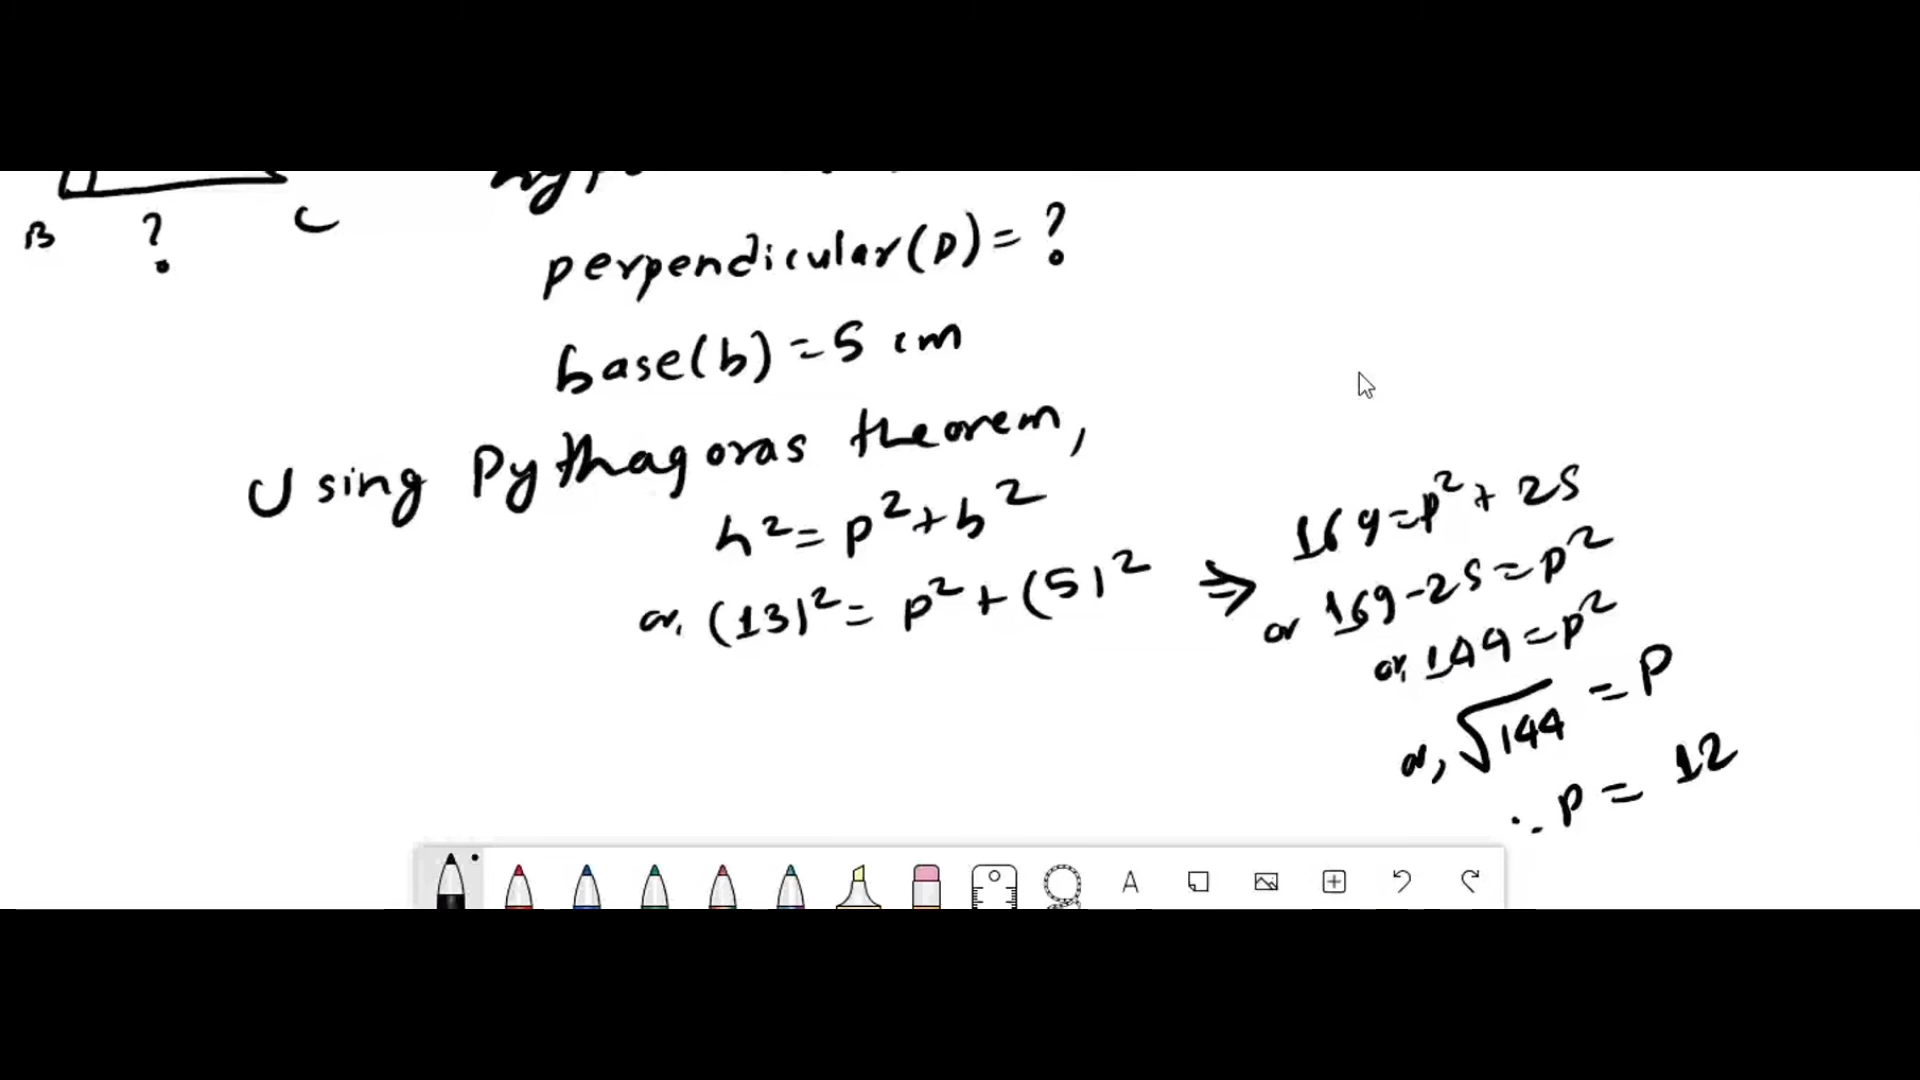 B ? C
perpendicular(p) = ?
base(b) = 5 cm
Using Pythagoras theorem,
h² = p² + b²
or, (13)² = p² + (5)² ⇒
169 = p² + 25
or 169 - 25 = p²
or, 144 = p²
or, √144 = P
∴ p = 12
A